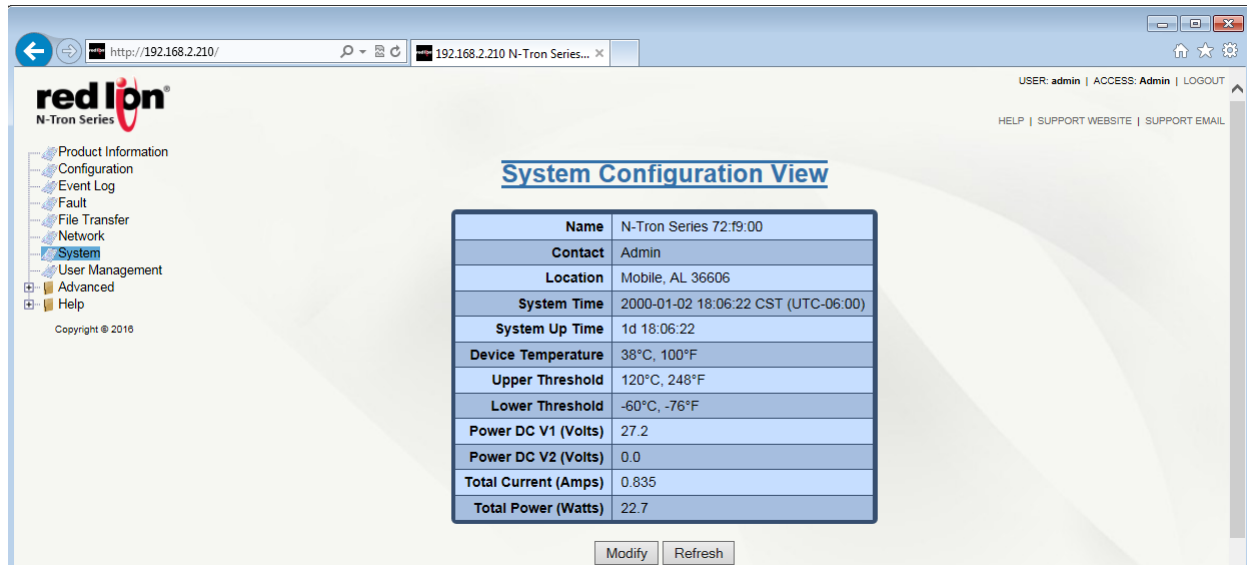 http://192.168.2.210/
192.168.2.210 N-Tron Series...
red lion®
N-Tron Series
USER: admin | ACCESS: Admin | LOGOUT
HELP | SUPPORT WEBSITE | SUPPORT EMAIL
Product Information
Configuration
Event Log
Fault
File Transfer
Network
System
User Management
Advanced
Help
Copyright © 2016
System Configuration View
Name N-Tron Series 72:f9:00
Contact Admin
Location Mobile, AL 36606
System Time 2000-01-02 18:06:22 CST (UTC-06:00)
System Up Time 1d 18:06:22
Device Temperature 38°C, 100°F
Upper Threshold 120°C, 248°F
Lower Threshold -60°C, -76°F
Power DC V1 (Volts) 27.2
Power DC V2 (Volts) 0.0
Total Current (Amps) 0.835
Total Power (Watts) 22.7
Modify Refresh